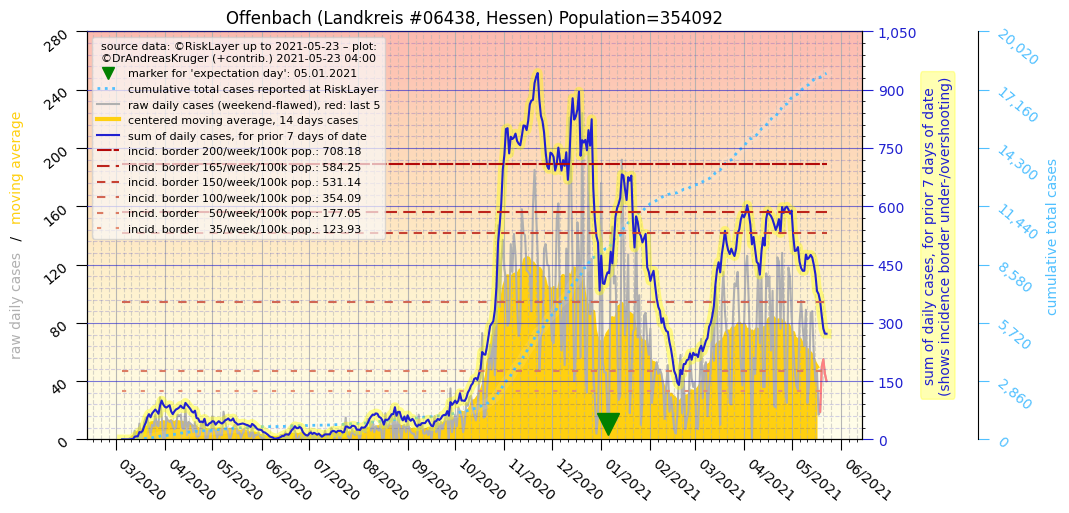 Offenbach (Landkreis #06438, Hessen) Population=354092
source data: ©RiskLayer up to 2021-05-23 – plot:
©DrAndreasKruger (+contrib.) 2021-05-23 04:00
marker for 'expectation day': 05.01.2021
cumulative total cases reported at RiskLayer
raw daily cases (weekend-flawed), red: last 5
centered moving average, 14 days cases
sum of daily cases, for prior 7 days of date
incid. border 200/week/100k pop.: 708.18
incid. border 165/week/100k pop.: 584.25
incid. border 150/week/100k pop.: 531.14
incid. border 100/week/100k pop.: 354.09
incid. border   50/week/100k pop.: 177.05
incid. border   35/week/100k pop.: 123.93
raw daily cases / moving average
280
240
200
160
120
80
40
0
03/2020
04/2020
05/2020
06/2020
07/2020
08/2020
09/2020
10/2020
11/2020
12/2020
01/2021
02/2021
03/2021
04/2021
05/2021
06/2021
1,050
900
750
600
450
300
150
0
sum of daily cases, for prior 7 days of date
(shows incidence border under-/overshooting)
20,020
17,160
14,300
11,440
8,580
5,720
2,860
0
cumulative total cases